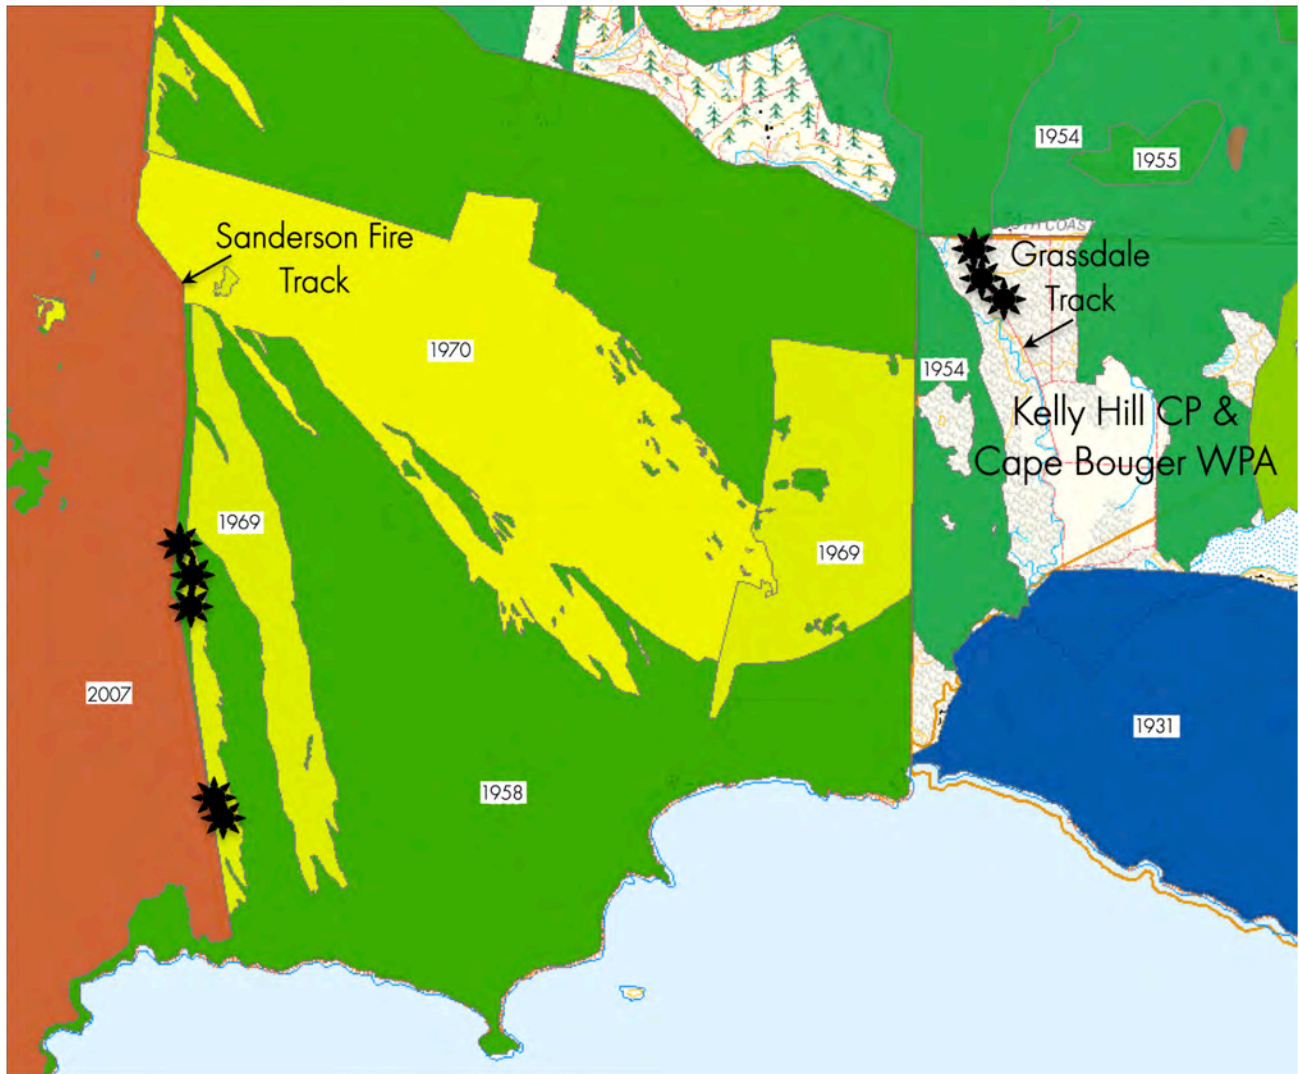 1954
1955
Sanderson Fire
Track
Grassdale
Track
1970
1954
Kelly Hill CP &
Cape Bouger WPA
1969
1969
2007
1931
1958